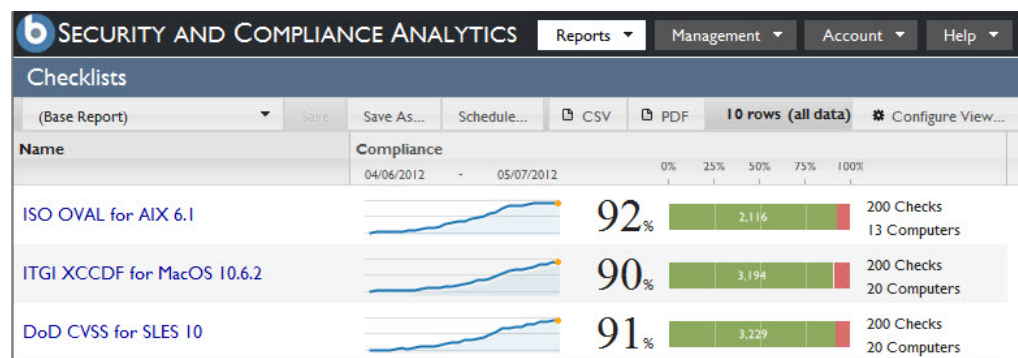 b SECURITY AND COMPLIANCE ANALYTICS Reports Management Account Help
Checklists
(Base Report) Save Save As... Schedule... CSV PDF 10 rows (all data) Configure View...
Name Compliance
04/06/2012 - 05/07/2012 0% 25% 50% 75% 100%
ISO OVAL for AIX 6.1 92% 2,116 200 Checks
13 Computers
ITGI XCCDF for MacOS 10.6.2 90% 3,194 200 Checks
20 Computers
DoD CVSS for SLES 10 91% 3,229 200 Checks
20 Computers